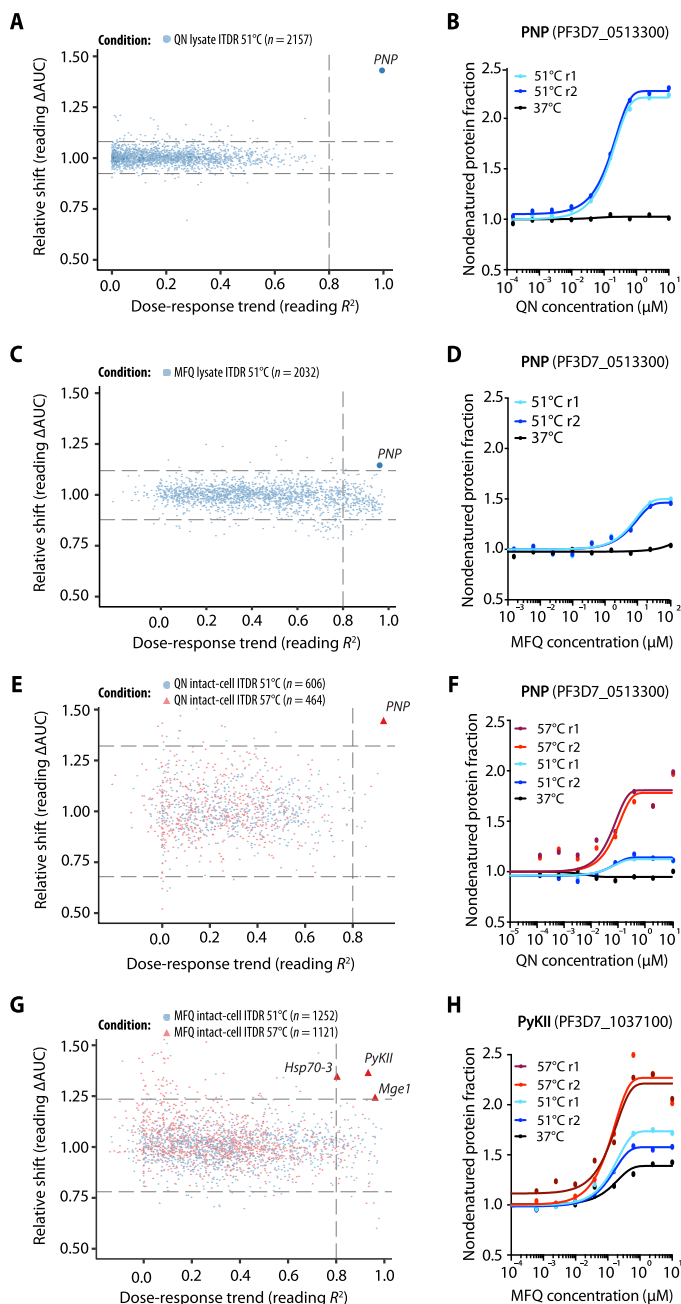 A
Condition: QN lysate ITDR 51°C (n = 2157)
PNP
1.50
1.25
1.00
0.75
0.50
Relative shift (reading ΔAUC)
0.0 0.2 0.4 0.6 0.8 1.0
Dose-response trend (reading R²)
B
PNP (PF3D7_0513300)
51°C r1
51°C r2
37°C
2.5
2.0
1.5
1.0
0.5
Nondenatured protein fraction
10⁻⁴ 10⁻³ 10⁻² 10⁻¹ 10⁰ 10¹
QN concentration (µM)
C
Condition: MFQ lysate ITDR 51°C (n = 2032)
PNP
1.50
1.25
1.00
0.75
0.50
Relative shift (reading ΔAUC)
0.0 0.2 0.4 0.6 0.8 1.0
Dose-response trend (reading R²)
D
PNP (PF3D7_0513300)
51°C r1
51°C r2
37°C
2.5
2.0
1.5
1.0
0.5
Nondenatured protein fraction
10⁻³ 10⁻² 10⁻¹ 10⁰ 10¹ 10²
MFQ concentration (µM)
E
Condition: QN intact-cell ITDR 51°C (n = 606)
QN intact-cell ITDR 57°C (n = 464)
PNP
1.50
1.25
1.00
0.75
0.50
Relative shift (reading ΔAUC)
0.0 0.2 0.4 0.6 0.8
Dose-response trend (reading R²)
F
PNP (PF3D7_0513300)
57°C r1
57°C r2
51°C r1
51°C r2
37°C
2.5
2.0
1.5
1.0
0.5
Nondenatured protein fraction
10⁻⁵ 10⁻⁴ 10⁻³ 10⁻² 10⁻¹ 10⁰ 10¹
QN concentration (µM)
G
Condition: MFQ intact-cell ITDR 51°C (n = 1252)
MFQ intact-cell ITDR 57°C (n = 1121)
Hsp70-3
PyKII
Mge1
1.50
1.25
1.00
0.75
0.50
Relative shift (reading ΔAUC)
0.0 0.2 0.4 0.6 0.8 1.0
Dose-response trend (reading R²)
H
PyKII (PF3D7_1037100)
57°C r1
57°C r2
51°C r1
51°C r2
37°C
2.5
2.0
1.5
1.0
0.5
Nondenatured protein fraction
10⁻⁴ 10⁻³ 10⁻² 10⁻¹ 10⁰ 10¹
MFQ concentration (µM)